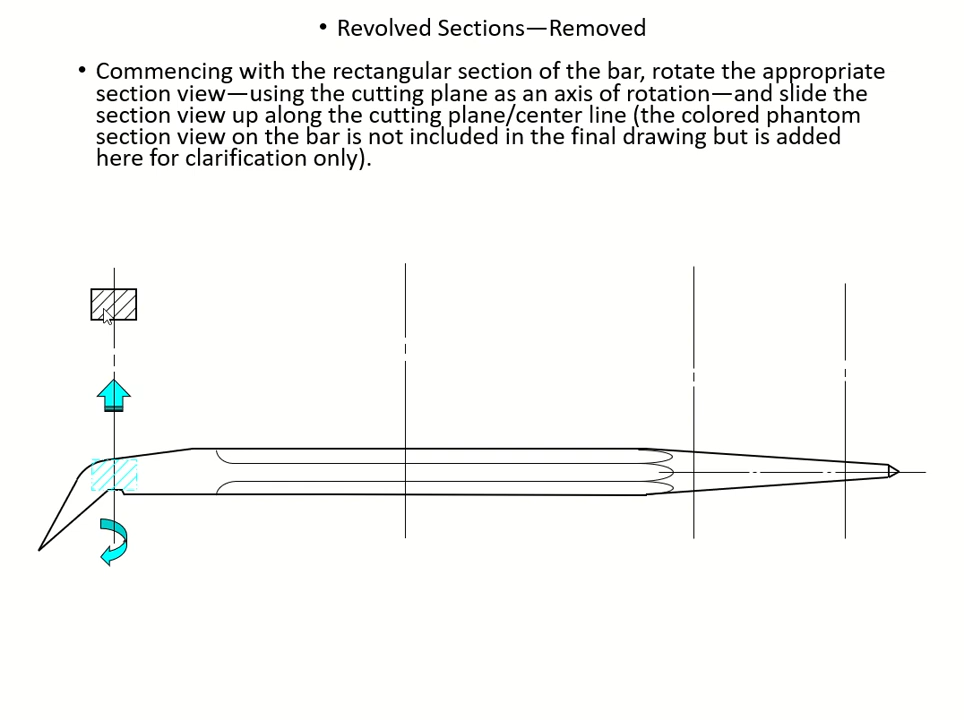 • Revolved Sections—Removed
• Commencing with the rectangular section of the bar, rotate the appropriate
section view—using the cutting plane as an axis of rotation—and slide the
section view up along the cutting plane/center line (the colored phantom
section view on the bar is not included in the final drawing but is added
here for clarification only).